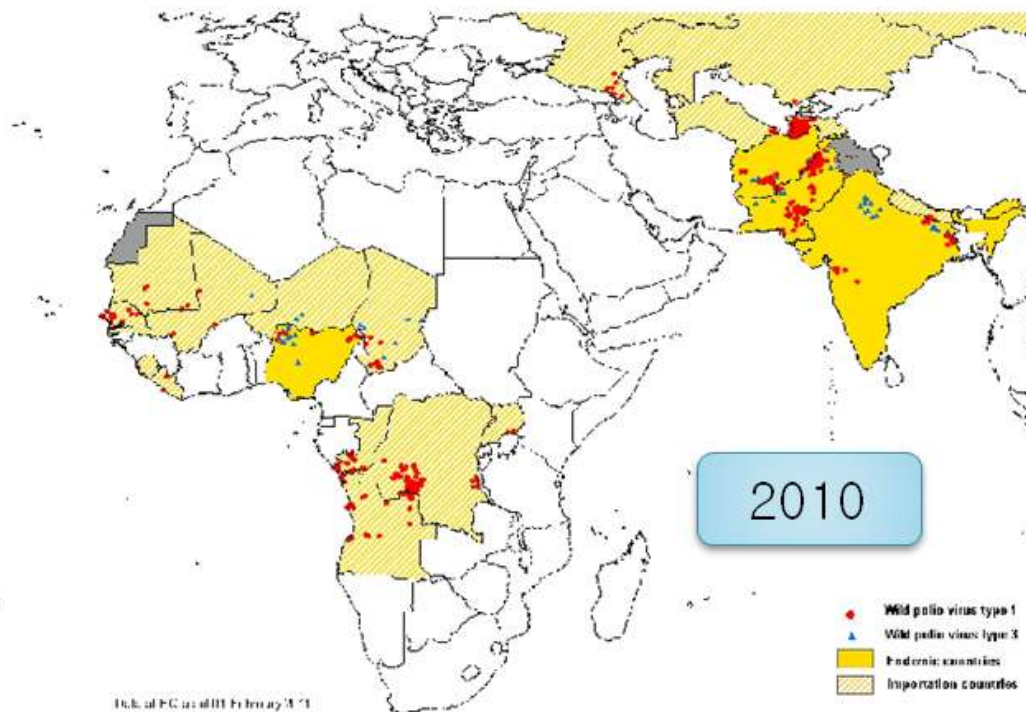 2010
Wild polio virus type 1
Wild polio virus type 3
Endemic countries
Importation countries